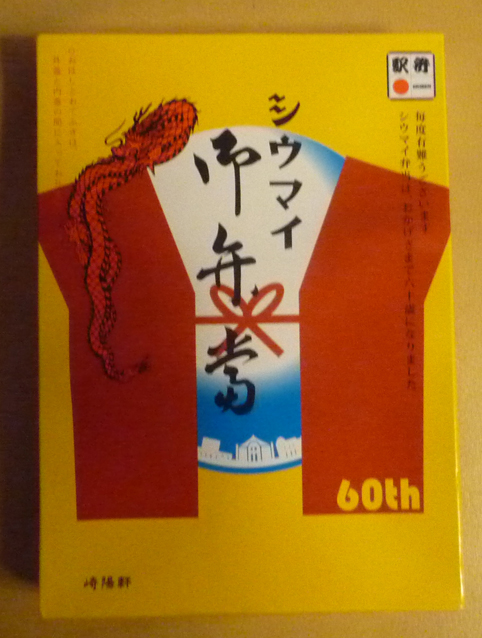 駅弁
毎度有難うございます
シウマイ弁当は、おかげさまで六十歳になりました
シウマイ
御弁當
60th
崎陽軒